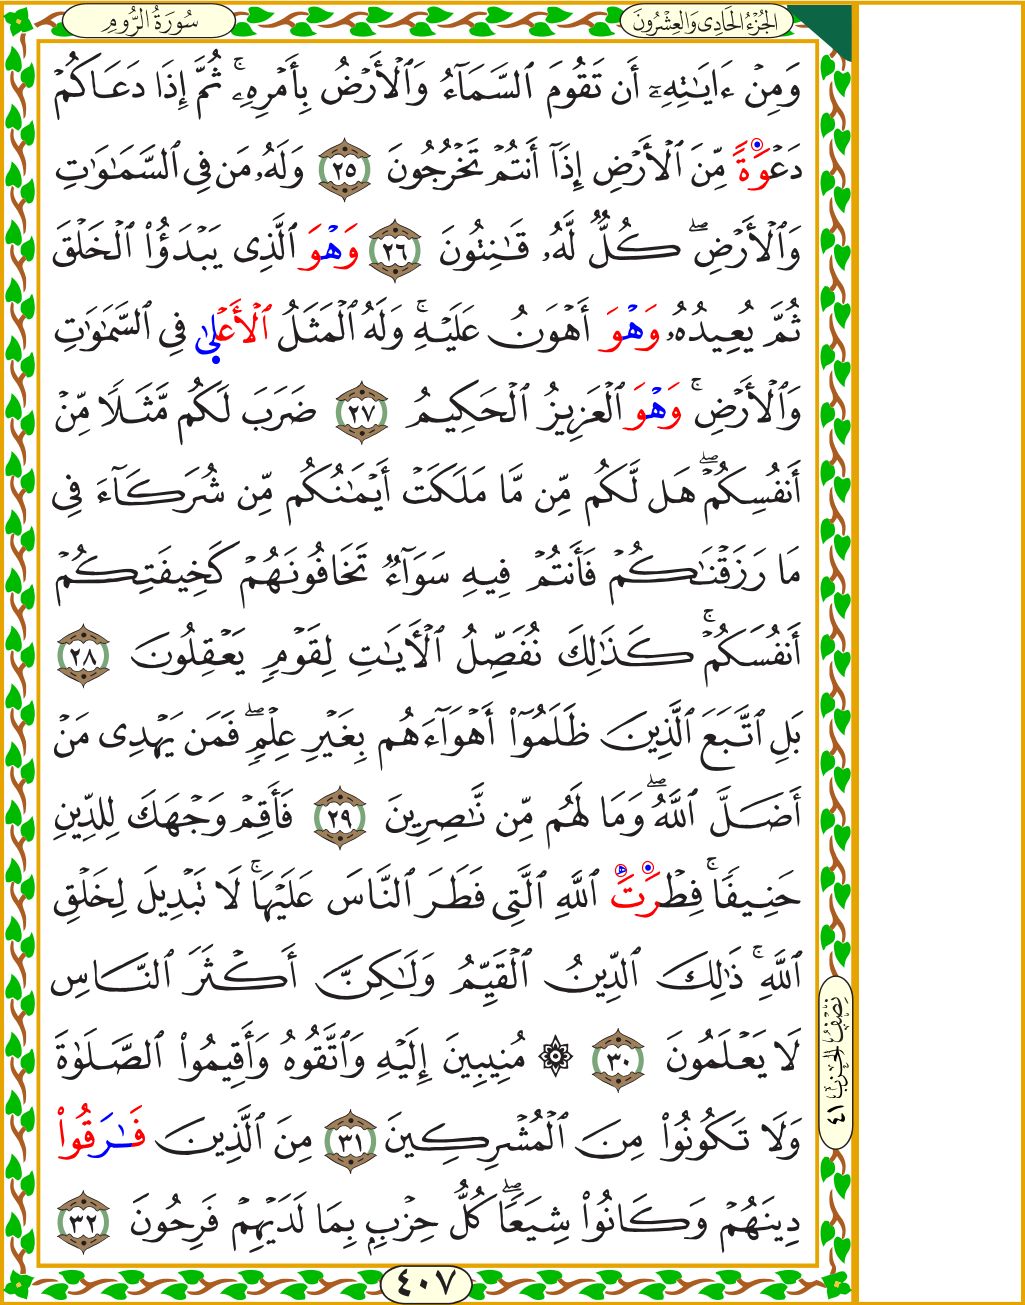 سُورَةُ الرُّومِ
الجُزْءُ الحَادِي وَالعِشْرُونَ
وَمِنۡ ءَايَٰتِهِۦٓ أَن تَقُومَ ٱلسَّمَآءُ وَٱلۡأَرۡضُ بِأَمۡرِهِۦۚ ثُمَّ إِذَا دَعَاكُمۡ
دَعۡوَةٗ مِّنَ ٱلۡأَرۡضِ إِذَآ أَنتُمۡ تَخۡرُجُونَ ٢٥ وَلَهُۥ مَن فِي ٱلسَّمَٰوَٰتِ
وَٱلۡأَرۡضِۖ كُلّٞ لَّهُۥ قَٰنِتُونَ ٢٦ وَهۡوَ ٱلَّذِي يَبۡدَؤُاْ ٱلۡخَلۡقَ
ثُمَّ يُعِيدُهُۥ وَهۡوَ أَهۡوَنُ عَلَيۡهِۚ وَلَهُ ٱلۡمَثَلُ ٱلۡأَعۡلَىٰ فِي ٱلسَّمَٰوَٰتِ
وَٱلۡأَرۡضِۚ وَهۡوَ ٱلۡعَزِيزُ ٱلۡحَكِيمُ ٢٧ ضَرَبَ لَكُم مَّثَلٗا مِّنۡ
أَنفُسِكُمۡۖ هَل لَّكُم مِّن مَّا مَلَكَتۡ أَيۡمَٰنُكُم مِّن شُرَكَآءَ فِي
مَا رَزَقۡنَٰكُمۡ فَأَنتُمۡ فِيهِ سَوَآءٞ تَخَافُونَهُمۡ كَخِيفَتِكُمۡ
أَنفُسَكُمۡۚ كَذَٰلِكَ نُفَصِّلُ ٱلۡأٓيَٰتِ لِقَوۡمٖ يَعۡقِلُونَ ٢٨
بَلِ ٱتَّبَعَ ٱلَّذِينَ ظَلَمُوٓاْ أَهۡوَآءَهُم بِغَيۡرِ عِلۡمٖۖ فَمَن يَهۡدِي مَنۡ
أَضَلَّ ٱللَّهُۖ وَمَا لَهُم مِّن نَّٰصِرِينَ ٢٩ فَأَقِمۡ وَجۡهَكَ لِلدِّينِ
حَنِيفٗاۚ فِطۡرَتَ ٱللَّهِ ٱلَّتِي فَطَرَ ٱلنَّاسَ عَلَيۡهَاۚ لَا تَبۡدِيلَ لِخَلۡقِ
ٱللَّهِۚ ذَٰلِكَ ٱلدِّينُ ٱلۡقَيِّمُ وَلَٰكِنَّ أَكۡثَرَ ٱلنَّاسِ
لَا يَعۡلَمُونَ ٣٠ ۞ مُنِيبِينَ إِلَيۡهِ وَٱتَّقُوهُ وَأَقِيمُواْ ٱلصَّلَوٰةَ
وَلَا تَكُونُواْ مِنَ ٱلۡمُشۡرِكِينَ ٣١ مِنَ ٱلَّذِينَ فَٰرَقُواْ
دِينَهُمۡ وَكَانُواْ شِيَعٗاۖ كُلُّ حِزۡبِۭ بِمَا لَدَيۡهِمۡ فَرِحُونَ ٣٢
نِصْفُ الحِزْبِ ٤١
٤٠٧